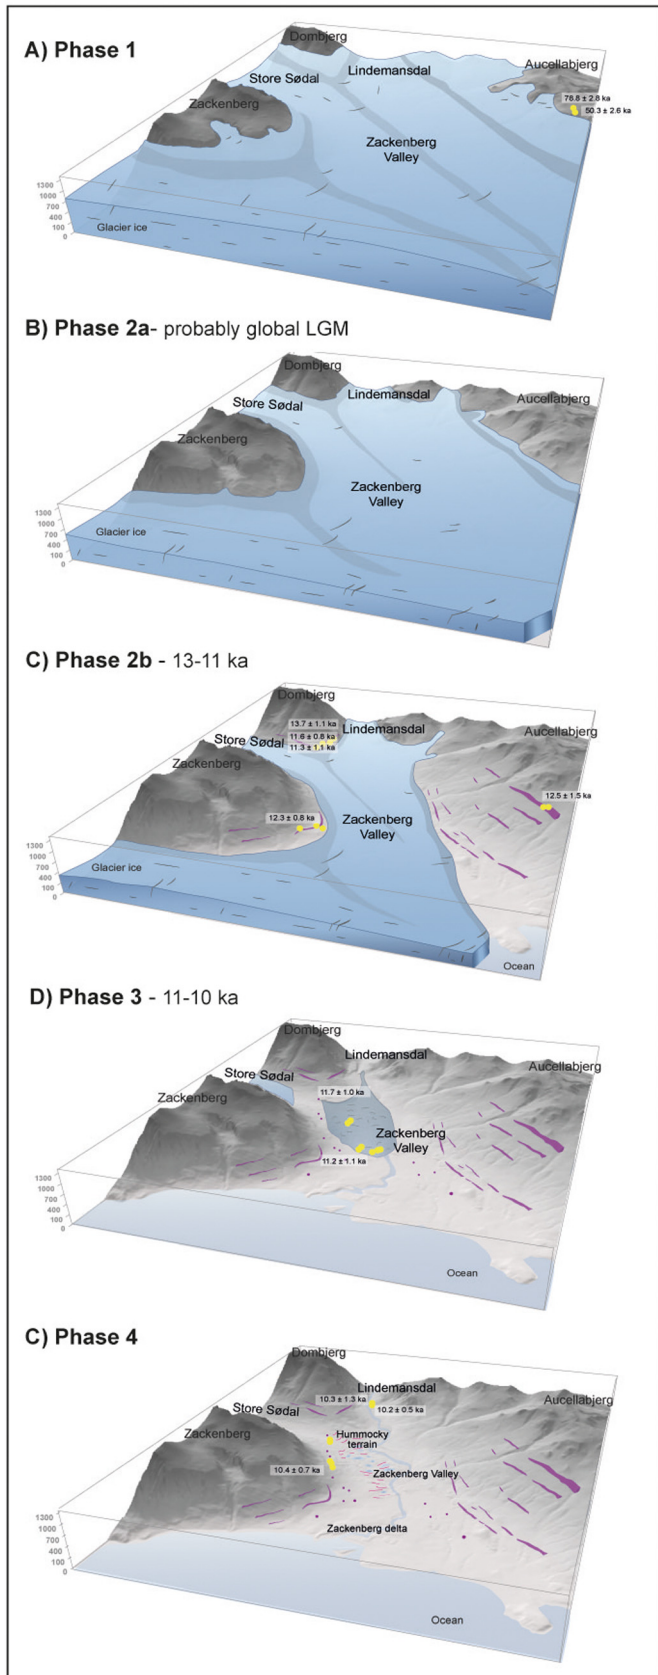 A) Phase 1
Dombjerg
Store Sødal
Lindemansdal
Aucellabjerg
Zackenberg
76.8 ± 2.8 ka
50.3 ± 2.6 ka
Zackenberg
Valley
1300
1000
700
400
100
0
Glacier ice
B) Phase 2a- probably global LGM
Dombjerg
Store Sødal
Lindemansdal
Aucellabjerg
Zackenberg
Zackenberg
Valley
1300
1000
700
400
100
0
Glacier ice
C) Phase 2b - 13-11 ka
Dombjerg
13.7 ± 1.1 ka
11.6 ± 0.8 ka
11.3 ± 1.1 ka
Store Sødal
Lindemansdal
Aucellabjerg
Zackenberg
12.5 ± 1.5 ka
12.3 ± 0.8 ka
Zackenberg
Valley
1300
1000
700
400
100
0
Glacier ice
Ocean
D) Phase 3 - 11-10 ka
Dombjerg
Lindemansdal
Store Sødal
Aucellabjerg
Zackenberg
11.7 ± 1.0 ka
Zackenberg
Valley
11.2 ± 1.1 ka
1300
1000
700
400
100
0
Ocean
C) Phase 4
Dombjerg
Lindemansdal
10.3 ± 1.3 ka
10.2 ± 0.5 ka
Store Sødal
Aucellabjerg
Zackenberg
Hummocky
terrain
10.4 ± 0.7 ka
Zackenberg Valley
1300
1000
700
400
100
0
Zackenberg delta
Ocean